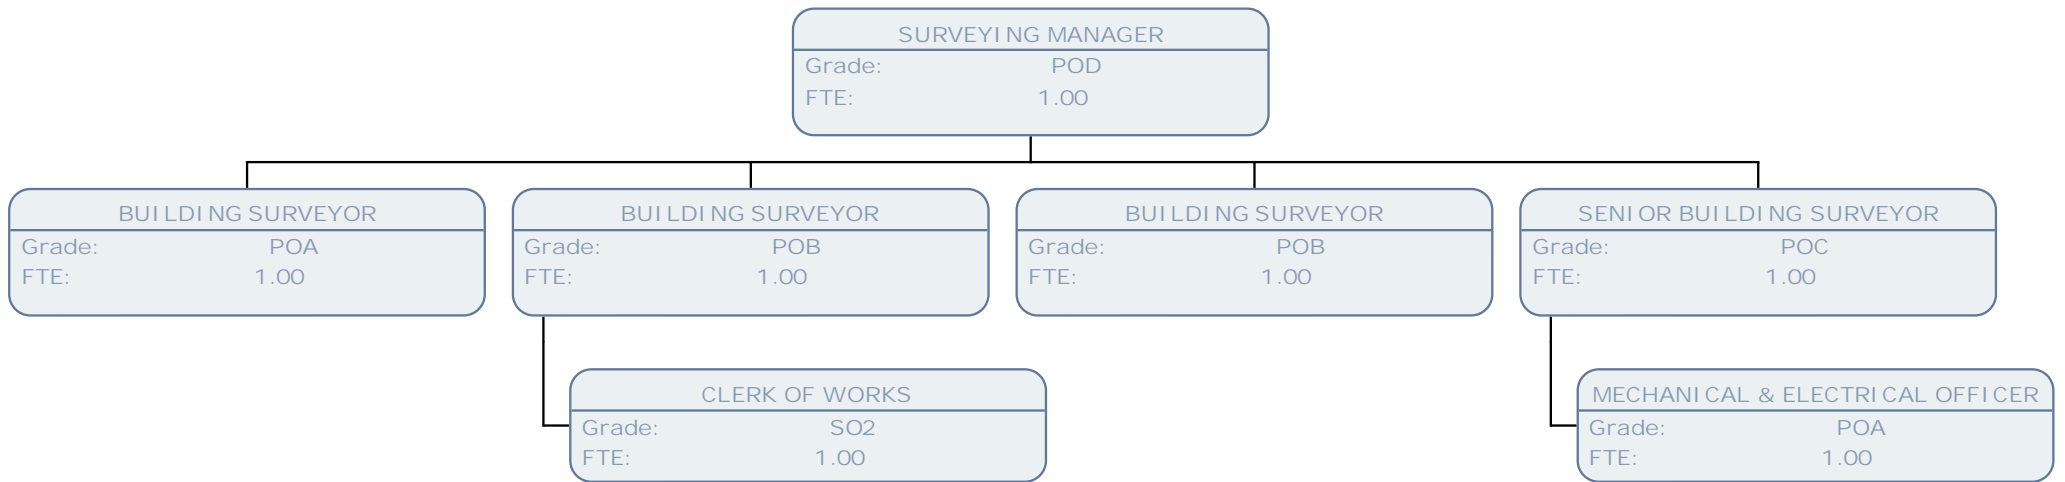 SURVEYING MANAGER
Grade: POD
FTE: 1.00
BUILDING SURVEYOR
Grade: POA
FTE: 1.00
BUILDING SURVEYOR
Grade: POB
FTE: 1.00
BUILDING SURVEYOR
Grade: POB
FTE: 1.00
SENIOR BUILDING SURVEYOR
Grade: POC
FTE: 1.00
CLERK OF WORKS
Grade: SO2
FTE: 1.00
MECHANICAL & ELECTRICAL OFFICER
Grade: POA
FTE: 1.00